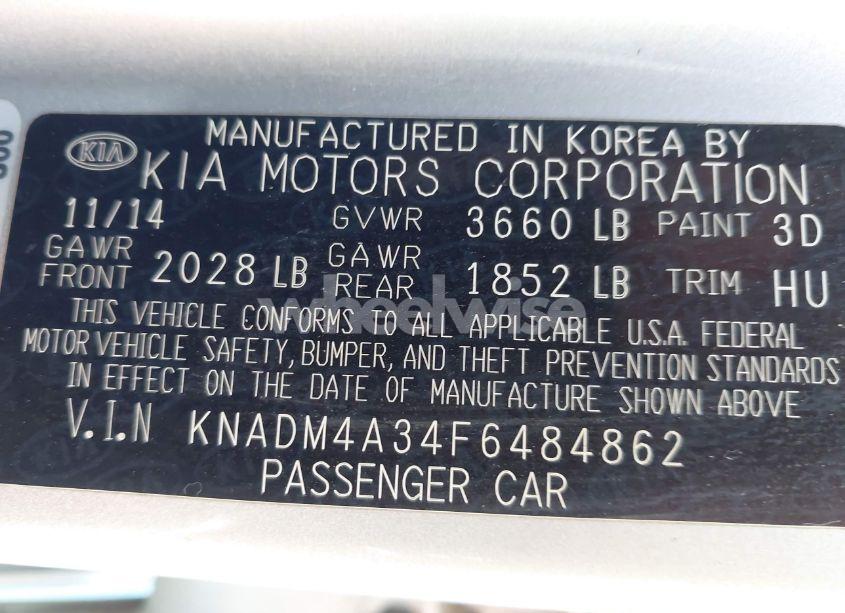 MANUFACTURED IN KOREA BY
KIA KIA MOTORS CORPORATION
11/14 GVWR 3660 LB PAINT 3D
GAWR FRONT 2028 LB GAWR REAR 1852 LB TRIM HU
wheelwise
THIS VEHICLE CONFORMS TO ALL APPLICABLE U.S.A. FEDERAL
MOTOR VEHICLE SAFETY, BUMPER, AND THEFT PREVENTION STANDARDS
IN EFFECT ON THE DATE OF MANUFACTURE SHOWN ABOVE
V.I.N KNADM4A34F6484862
PASSENGER CAR